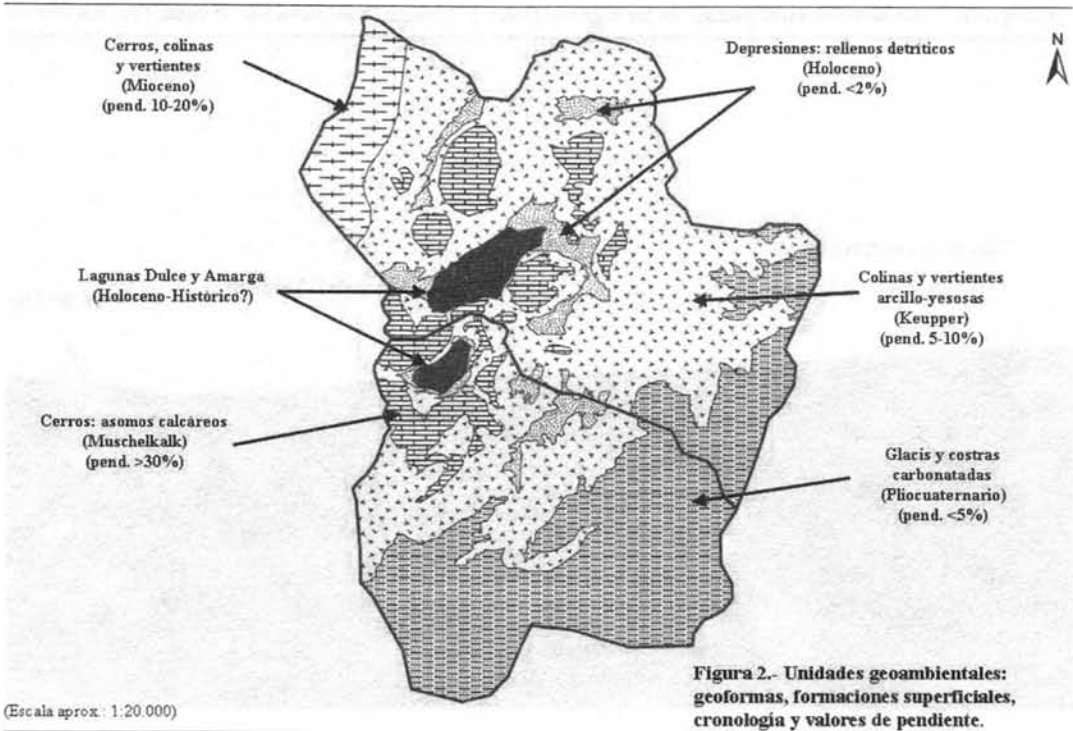 Cerros, colinas
y vertientes
(Mioceno)
(pend. 10-20%)
Depresiones: rellenos detríticos
(Holoceno)
(pend. <2%)
N
Lagunas Dulce y Amarga
(Holoceno-Histórico?)
Colinas y vertientes
arcillo-yesosas
(Keupper)
(pend. 5-10%)
Cerros: asomos calcáreos
(Muschelkalk)
(pend. >30%)
Glacis y costras
carbonatadas
(Pliocuaternario)
(pend. <5%)
Figura 2.- Unidades geoambientales:
geoformas, formaciones superficiales,
cronología y valores de pendiente.
(Escala aprox.: 1:20.000)